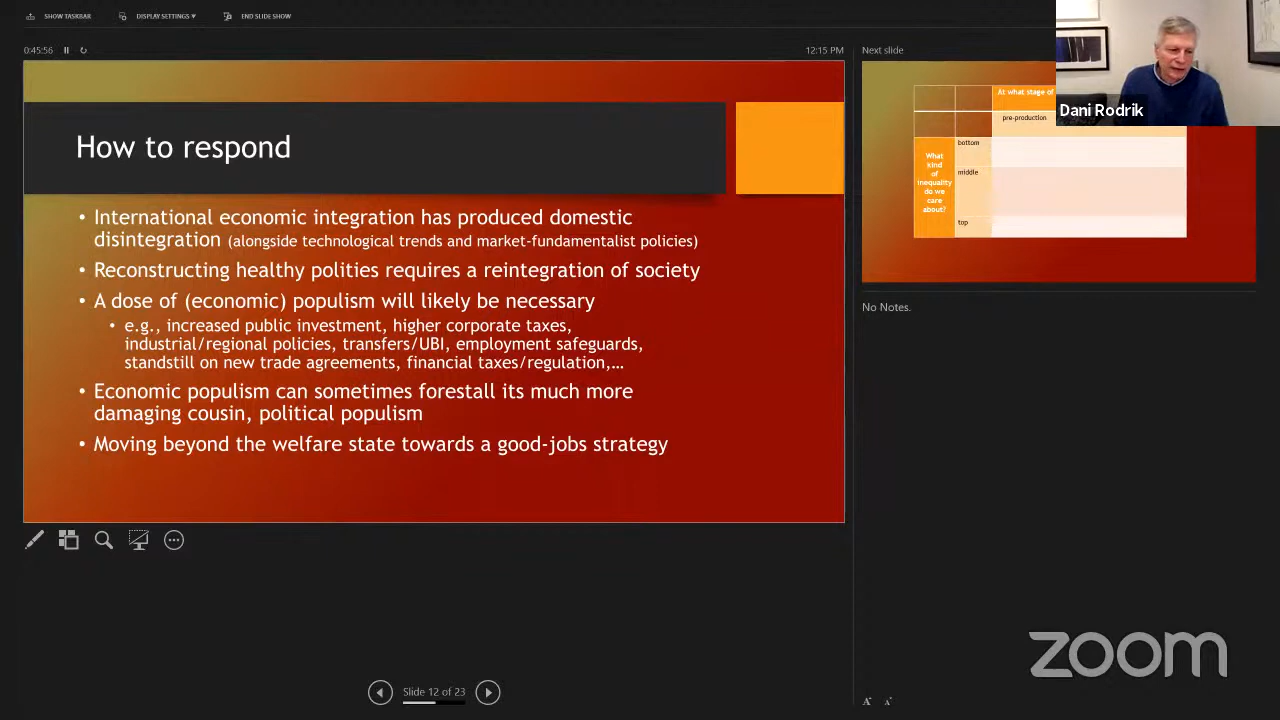 SHOW TASKBAR
DISPLAY SETTINGS ▾
END SLIDE SHOW
0:45:56
12:15 PM
Next slide
How to respond
• International economic integration has produced domestic
disintegration (alongside technological trends and market-fundamentalist policies)
• Reconstructing healthy polities requires a reintegration of society
• A dose of (economic) populism will likely be necessary
• e.g., increased public investment, higher corporate taxes,
industrial/regional policies, transfers/UBI, employment safeguards,
standstill on new trade agreements, financial taxes/regulation,…
• Economic populism can sometimes forestall its much more
damaging cousin, political populism
• Moving beyond the welfare state towards a good-jobs strategy
At what stage of
pre-production
What
kind
of
inequality
do we
care
about?
bottom
middle
top
Dani Rodrik
No Notes.
Slide 12 of 23
A
A
zoom